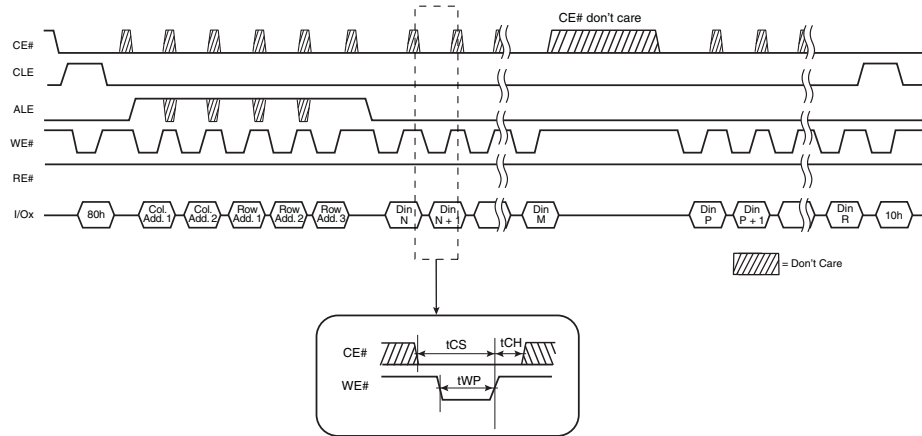 CE# don't care
CE#
CLE
ALE
WE#
RE#
I/Ox
80h
Col. Add. 1
Col. Add. 2
Row Add. 1
Row Add. 2
Row Add. 3
Din N
Din N + 1
Din M
Din P
Din P + 1
Din R
10h
= Don't Care
tCS
tCH
CE#
tWP
WE#